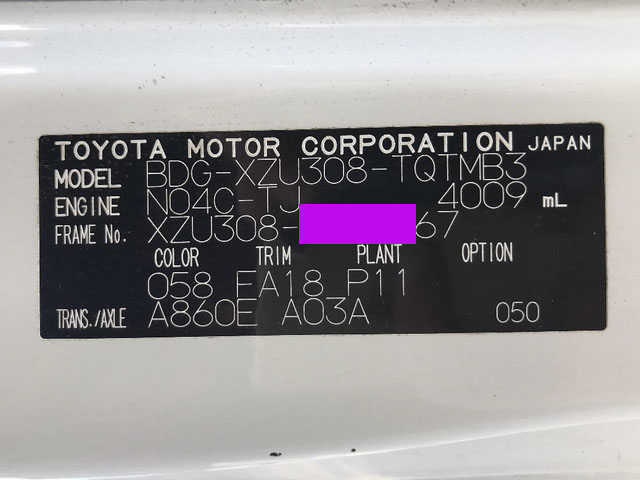 TOYOTA MOTOR CORPORATION JAPAN
MODEL BDG-XZU308-TQTMB3
ENGINE N04C-TJ 4009 mL
FRAME No. XZU308- 67
COLOR TRIM PLANT OPTION
058 EA18 P11
TRANS./AXLE A860E A03A 050